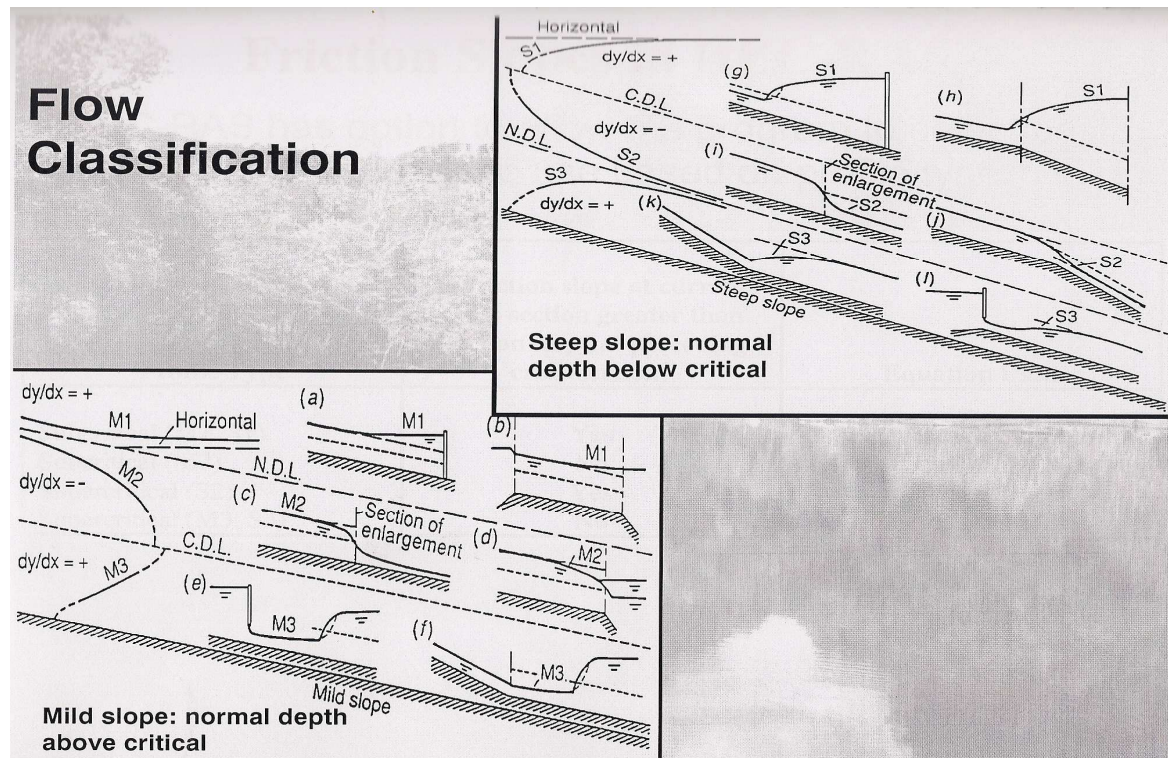 Flow
Classification
Horizontal
S1
dy/dx = +
C.D.L.
dy/dx = -
N.D.L.
S2
S3
dy/dx = +
(g)
S1
(h)
S1
(i)
Section of
enlargement
S2
(j)
S2
(k)
S3
(l)
S3
Steep slope
Steep slope: normal
depth below critical
dy/dx = +
M1
Horizontal
(a)
M1
(b)
M1
N.D.L.
M2
dy/dx = -
(c)
M2
Section of
enlargement
(d)
M2
C.D.L.
dy/dx = +
M3
(e)
M3
(f)
M3
Mild slope
Mild slope: normal depth
above critical